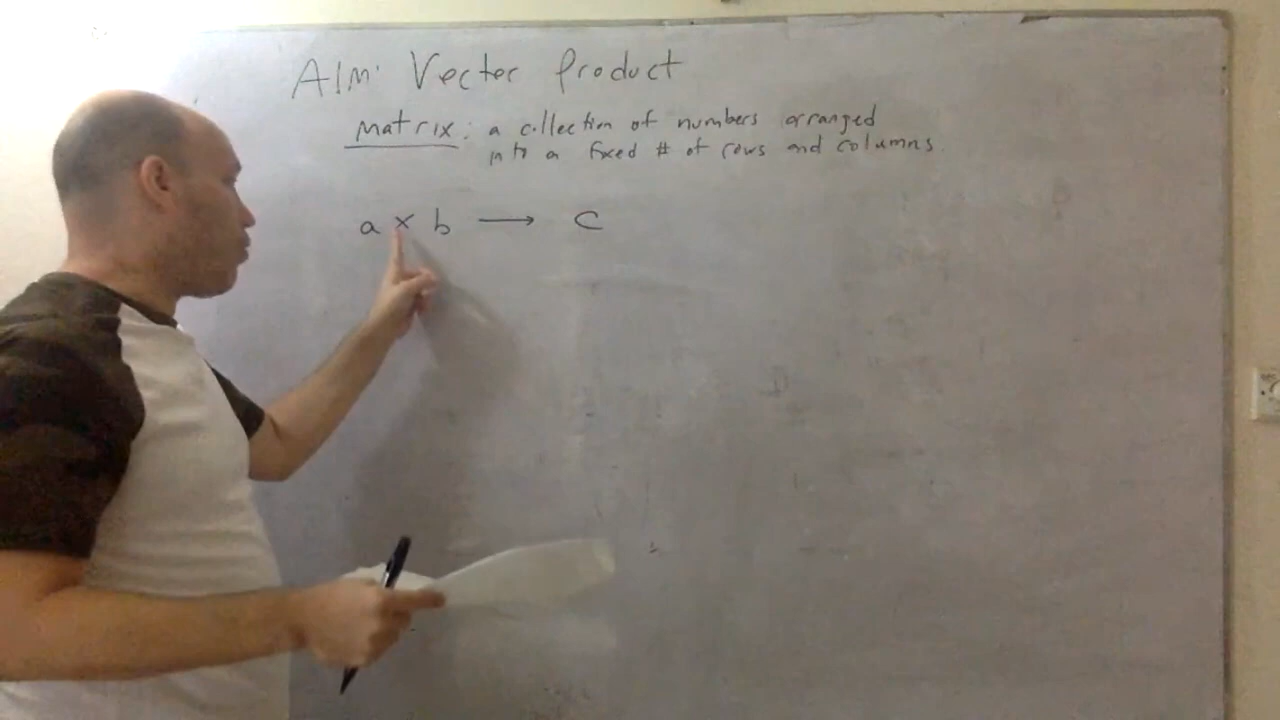 AIM: Vector Product
Matrix: a collection of numbers arranged
into a fixed # of rows and columns.
a × b ⟶ c